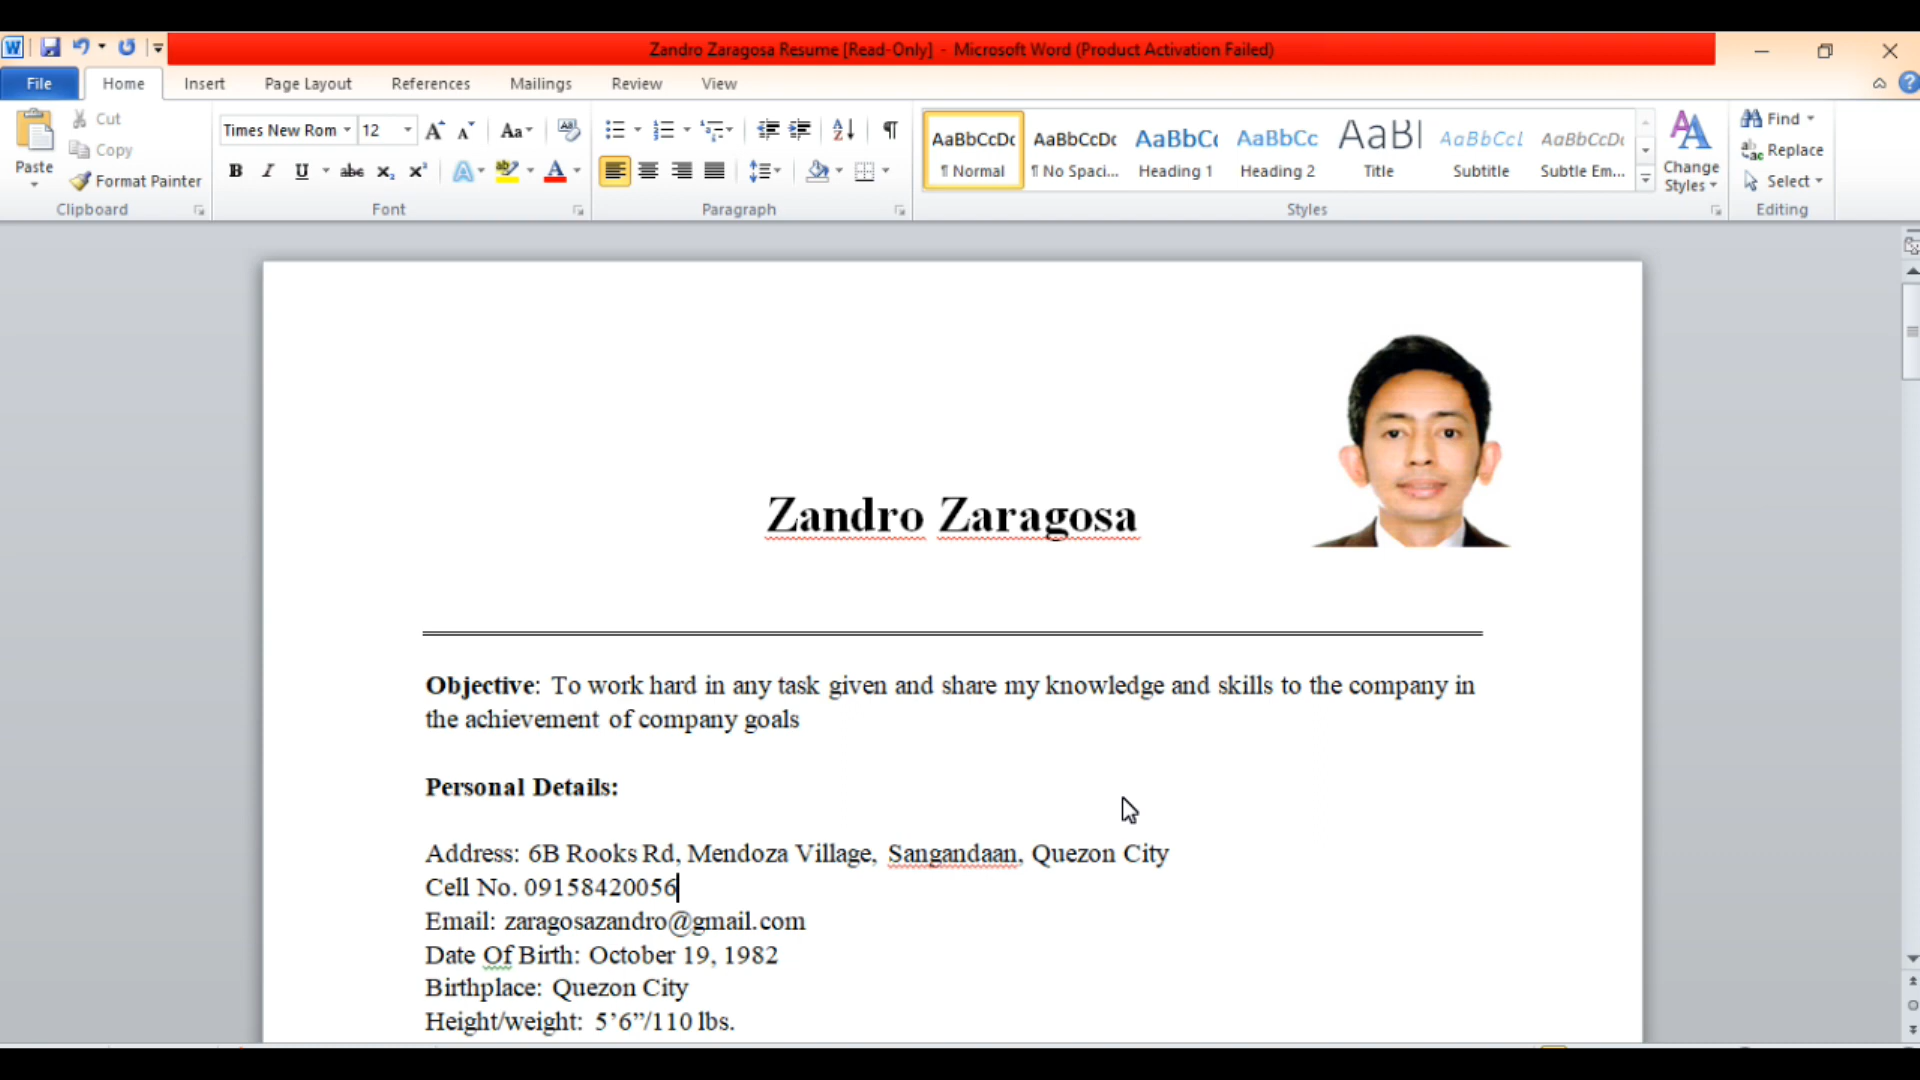 Zandro Zaragosa Resume [Read-Only] - Microsoft Word (Product Activation Failed)
File Home Insert Page Layout References Mailings Review View
Paste
Cut
Copy
Format Painter
Clipboard
Times New Rom 12
Font
Paragraph
AaBbCcDc AaBbCcDc AaBbC AaBbCc AaB AaBbCcL AaBbCcDc
¶ Normal ¶ No Spaci... Heading 1 Heading 2 Title Subtitle Subtle Em...
Styles
Change
Styles
Find
Replace
Select
Editing
Zandro Zaragosa
Objective: To work hard in any task given and share my knowledge and skills to the company in
the achievement of company goals
Personal Details:
Address: 6B Rooks Rd, Mendoza Village, Sangandaan, Quezon City
Cell No. 09158420056
Email: zaragosazandro@gmail.com
Date Of Birth: October 19, 1982
Birthplace: Quezon City
Height/weight: 5’6”/110 lbs.